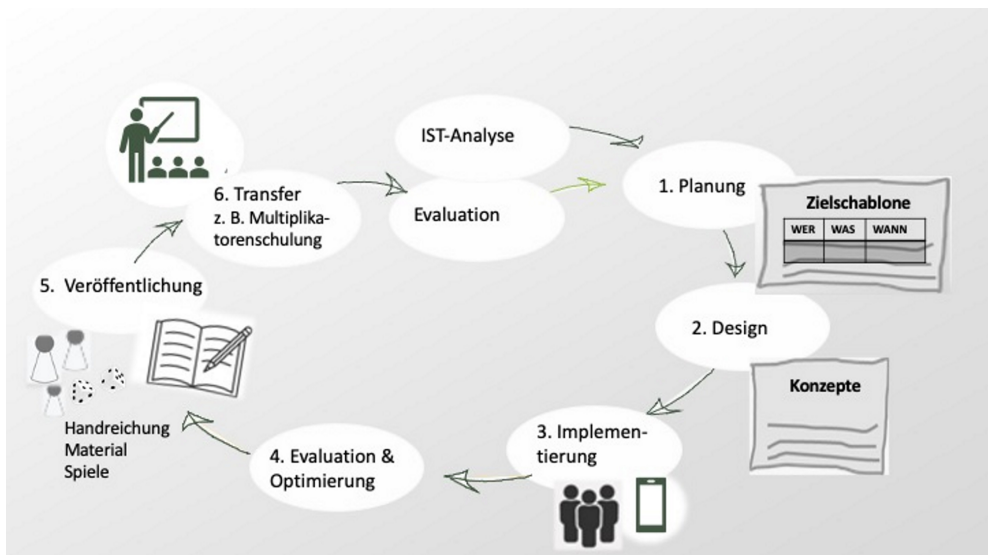 IST-Analyse
Evaluation
1. Planung
Zielschablone
WER WAS WANN
2. Design
Konzepte
3. Implemen-
tierung
4. Evaluation &
Optimierung
5. Veröffentlichung
Handreichung
Material
Spiele
6. Transfer
z. B. Multiplika-
torenschulung